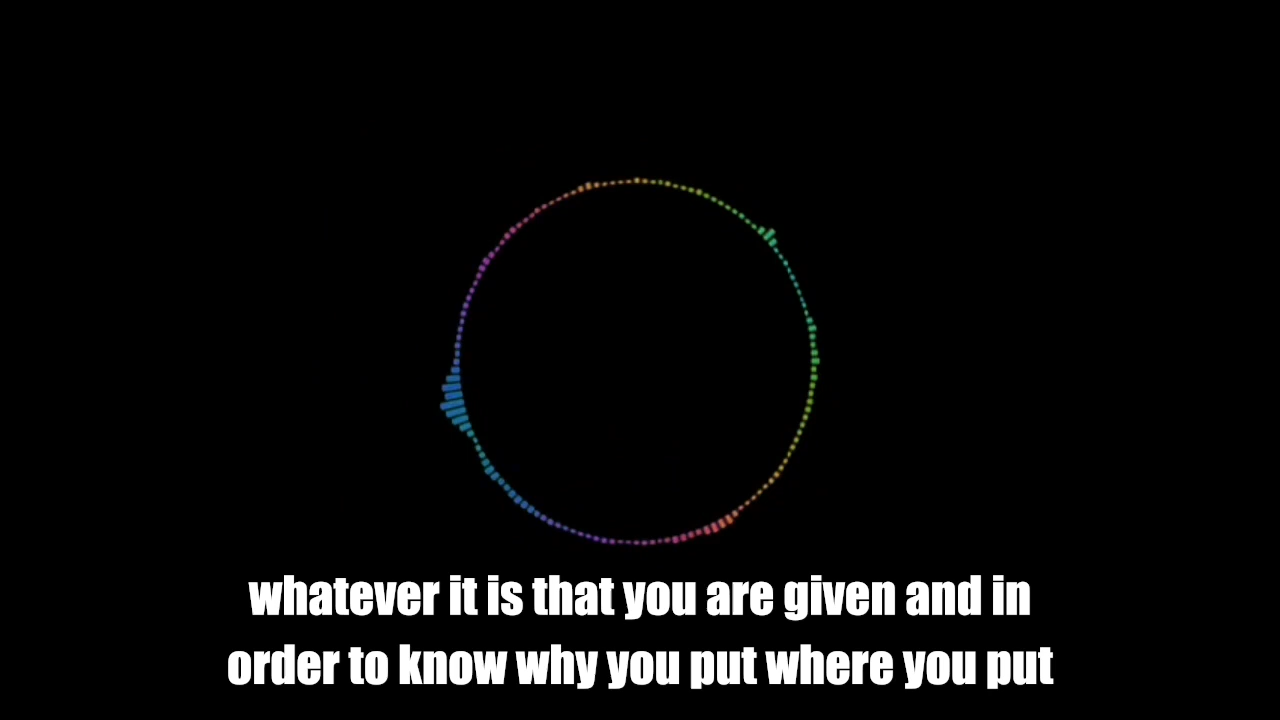 whatever it is that you are given and in
order to know why you put where you put